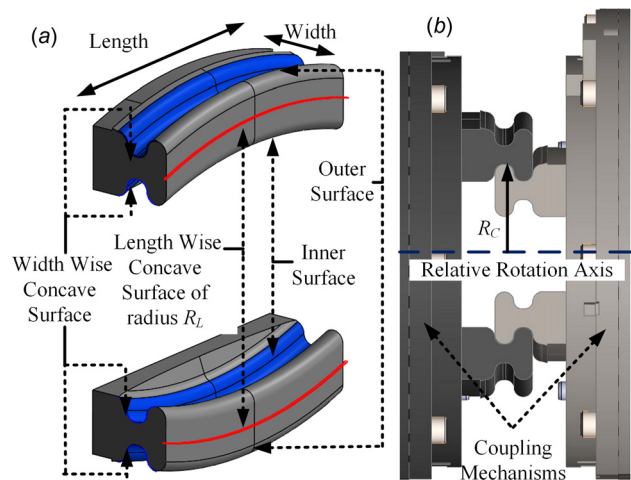 (a)
Length
Width
Outer
Surface
Width Wise
Concave
Surface
Length Wise
Concave
Surface of
radius R_L
Inner
Surface
(b)
R_C
Relative Rotation Axis
Coupling
Mechanisms